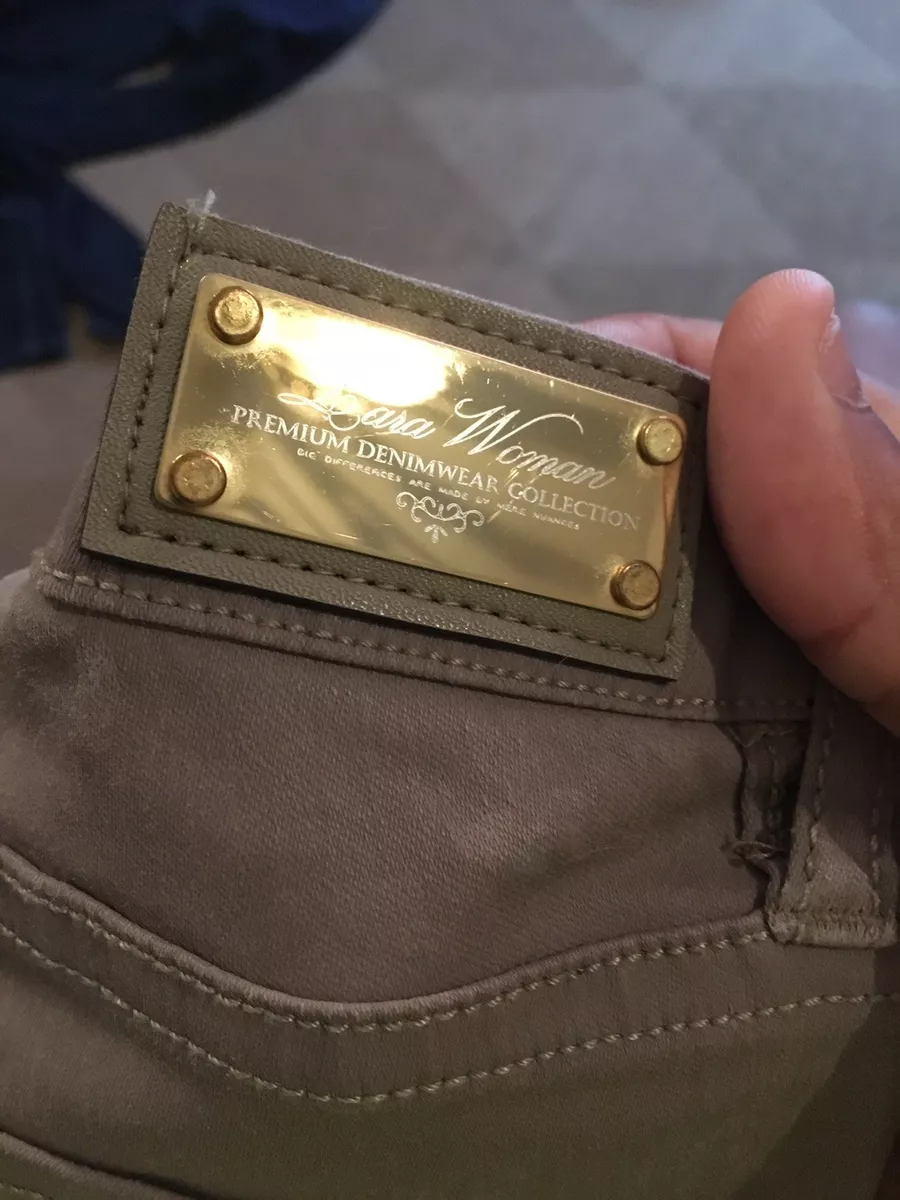 Zara Woman
PREMIUM DENIMWEAR COLLECTION
BIG DIFFERENCES ARE MADE BY MERE NUANCES